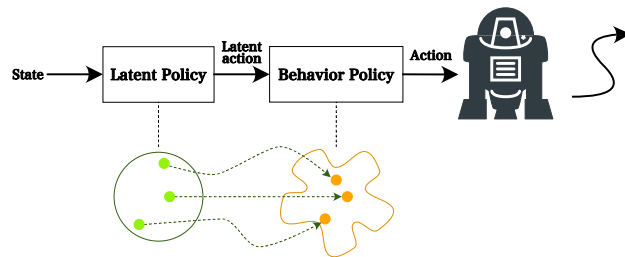 State
Latent Policy
Latent
action
Behavior Policy
Action